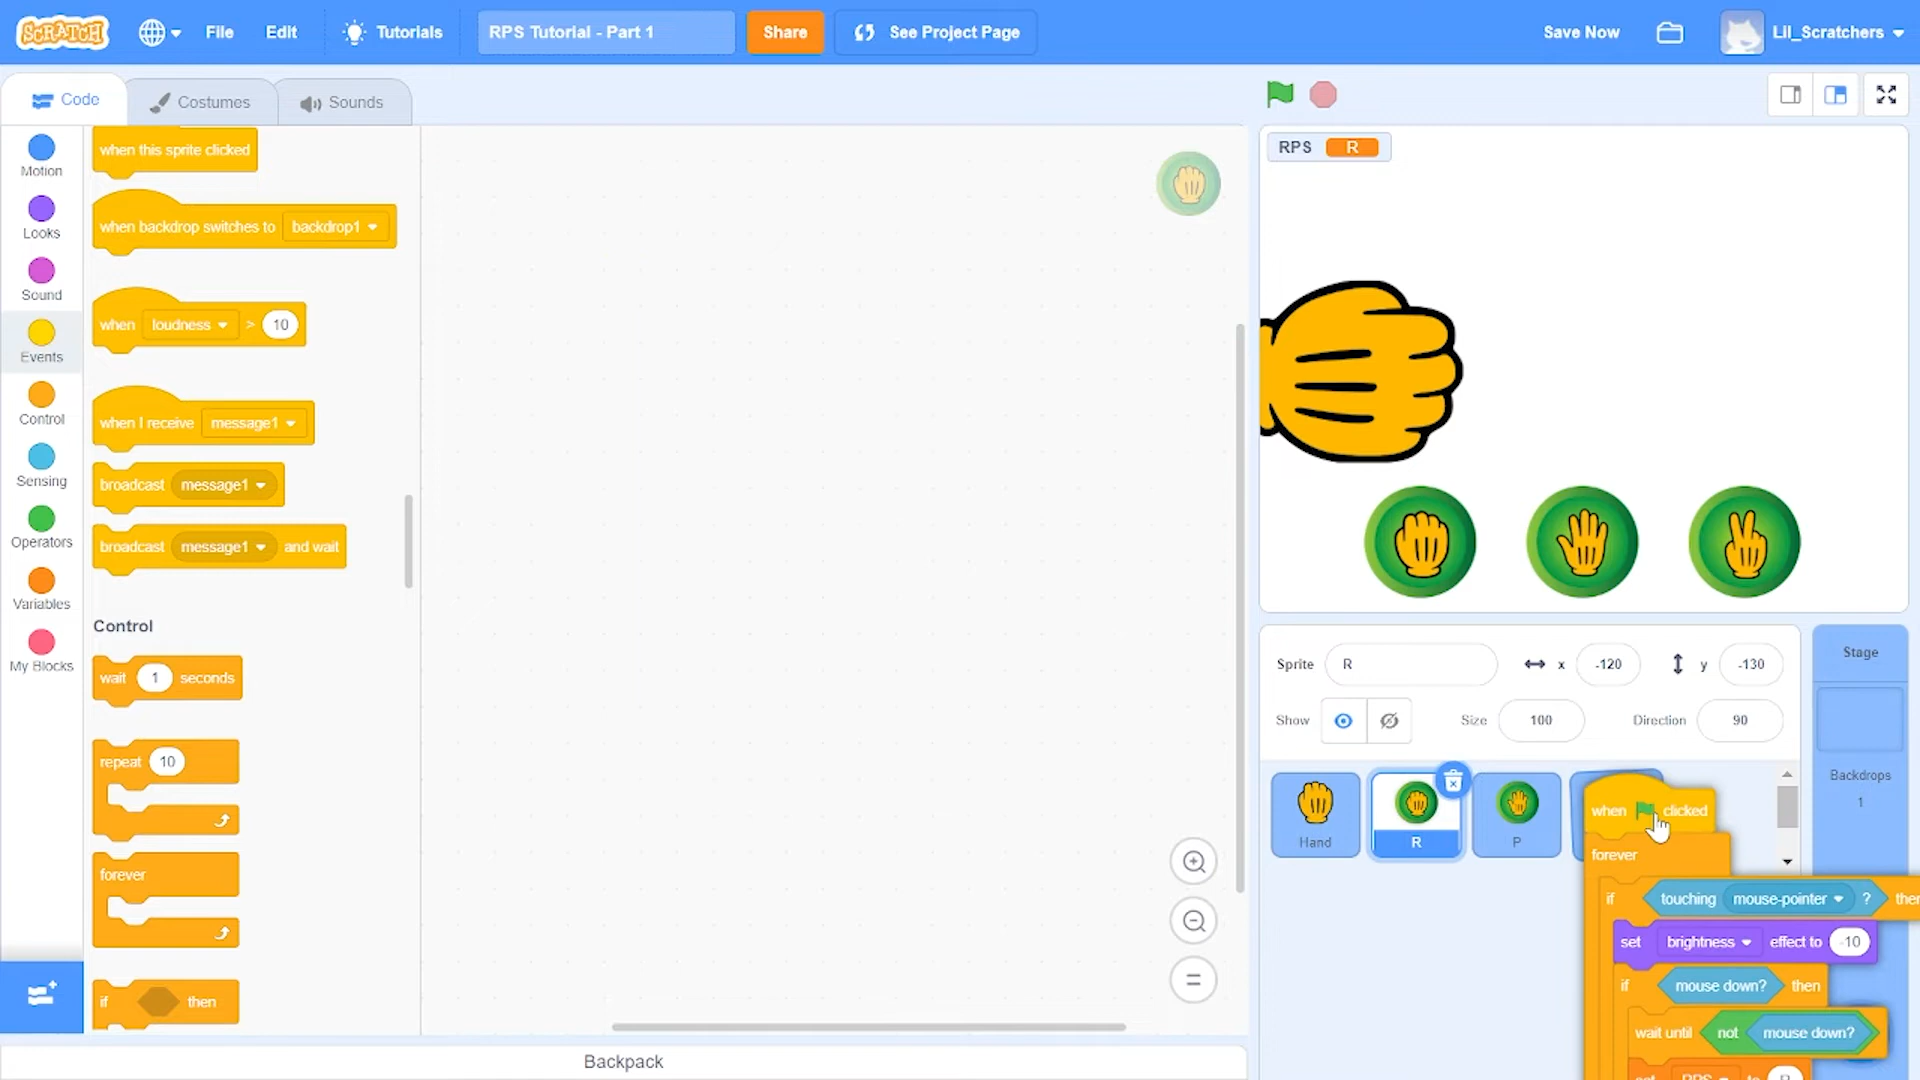 SCRATCH File Edit Tutorials RPS Tutorial - Part 1 Share See Project Page Save Now Lil_Scratchers
Code Costumes Sounds
Motion
Looks
Sound
Events
Control
Sensing
Operators
Variables
My Blocks
when this sprite clicked
when backdrop switches to backdrop1
when loudness > 10
when I receive message1
broadcast message1
broadcast message1 and wait
Control
wait 1 seconds
repeat 10
forever
if then
Backpack
RPS R
Sprite R x -120 y -130
Show Size 100 Direction 90
Hand R P
Stage
Backdrops
1
when clicked
forever
if touching mouse-pointer ? then
set brightness effect to -10
if mouse down? then
wait until not mouse down?